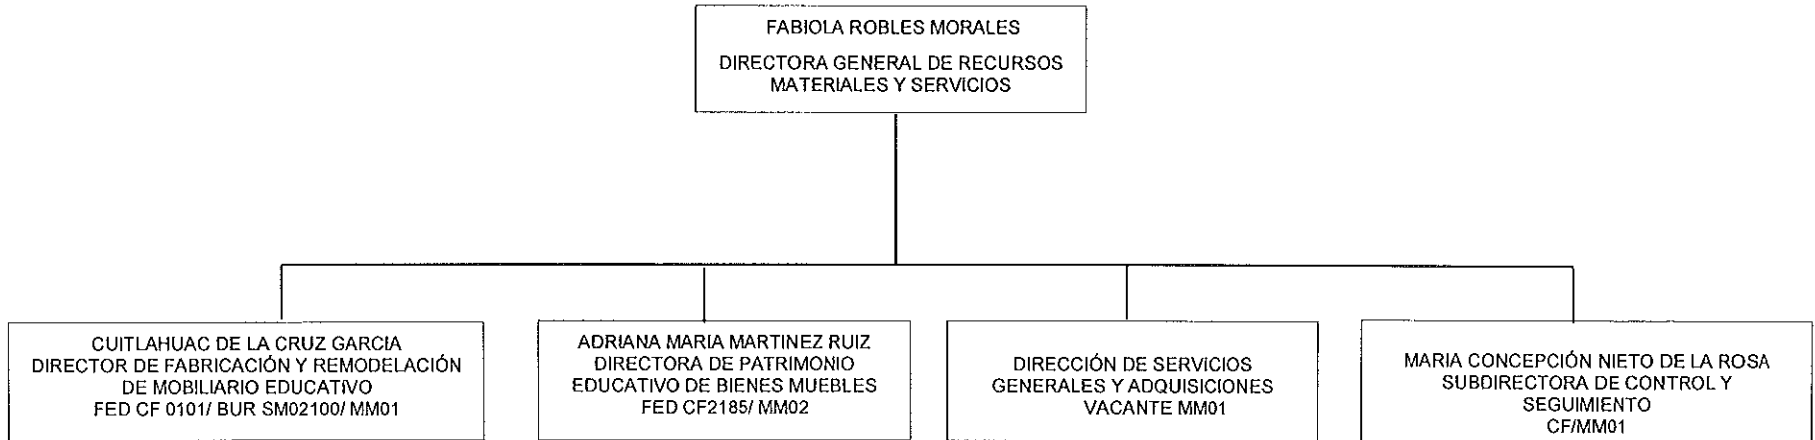 FABIOLA ROBLES MORALES
DIRECTORA GENERAL DE RECURSOS
MATERIALES Y SERVICIOS
CUITLAHUAC DE LA CRUZ GARCIA
DIRECTOR DE FABRICACIÓN Y REMODELACIÓN
DE MOBILIARIO EDUCATIVO
FED CF 0101/ BUR SM02100/ MM01
ADRIANA MARIA MARTINEZ RUIZ
DIRECTORA DE PATRIMONIO
EDUCATIVO DE BIENES MUEBLES
FED CF2185/ MM02
DIRECCIÓN DE SERVICIOS
GENERALES Y ADQUISICIONES
VACANTE MM01
MARIA CONCEPCIÓN NIETO DE LA ROSA
SUBDIRECTORA DE CONTROL Y
SEGUIMIENTO
CF/MM01